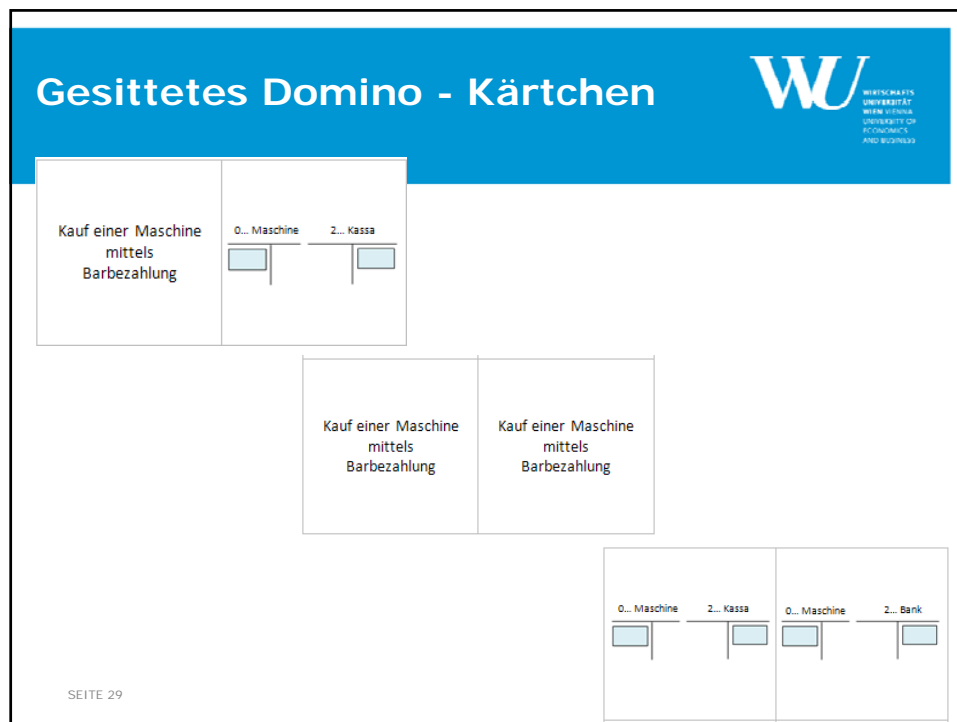 Gesittetes Domino - Kärtchen
WU
WIRTSCHAFTS
UNIVERSITÄT
WIEN VIENNA
UNIVERSITY OF
ECONOMICS
AND BUSINESS
Kauf einer Maschine
mittels
Barbezahlung
0... Maschine 2... Kassa
Kauf einer Maschine
mittels
Barbezahlung
Kauf einer Maschine
mittels
Barbezahlung
0... Maschine 2... Kassa
0... Maschine 2... Bank
SEITE 29